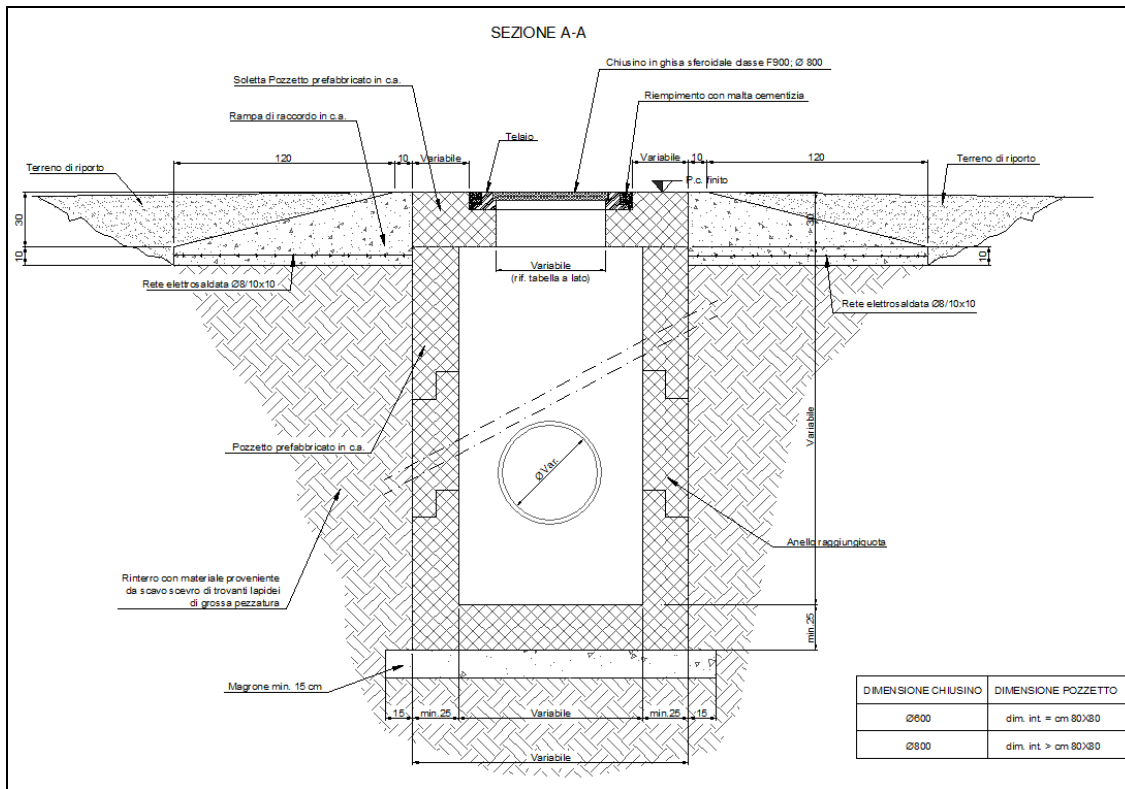 SEZIONE A-A
Chiusino in ghisa sferoidale classe F900; Ø 800
Soletta Pozzetto prefabbricato in c.a.
Riempimento con malta cementizia
Rampa di raccordo in c.a.
Telaio
120
10
Variabile
Variabile
10
120
Terreno di riporto
Terreno di riporto
P.c. finito
30
30
10
10
Variabile
(rif. tabella a lato)
Rete elettrosaldata Ø8/10x10
Rete elettrosaldata Ø8/10x10
Variabile
Pozzetto prefabbricato in c.a.
ØVar.
Anello raggiungiquota
Rinterro con materiale proveniente
da scavo scevro di trovanti lapidei
di grossa pezzatura
min.25
Magrone min. 15 cm
15
min.25
Variabile
min.25
15
Variabile
DIMENSIONE CHIUSINO DIMENSIONE POZZETTO
Ø600 dim. int. = cm 80X80
Ø800 dim. int. > cm 80X80